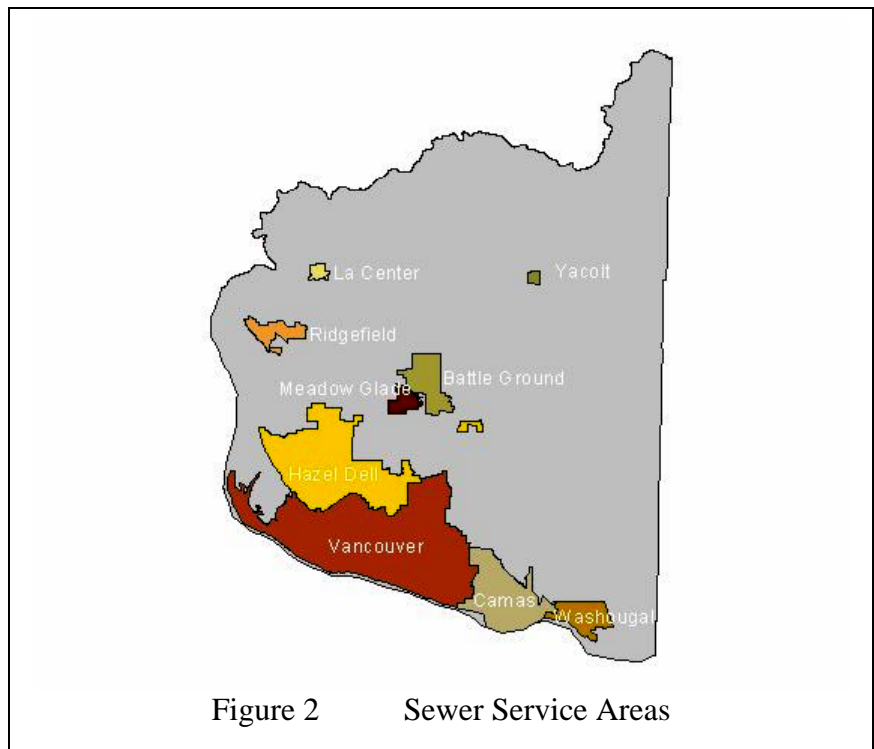 La Center
Yacolt
Ridgefield
Battle Ground
Meadow Glade
Hazel Dell
Vancouver
Camas
Washougal
Figure 2 Sewer Service Areas